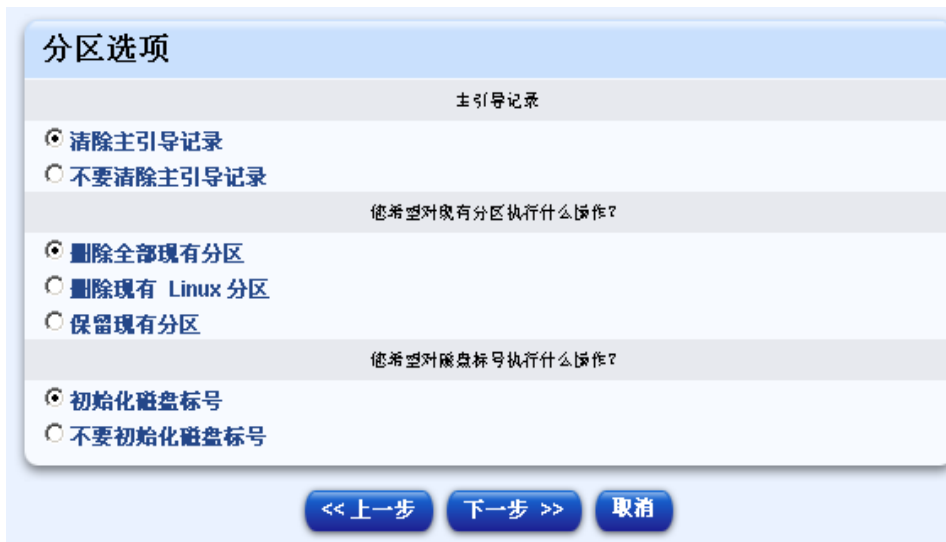 分区选项
主引导记录
清除主引导记录
不要清除主引导记录
您希望对现有分区执行什么操作?
删除全部现有分区
删除现有 Linux 分区
保留现有分区
您希望对磁盘标号执行什么操作?
初始化磁盘标号
不要初始化磁盘标号
<< 上一步 下一步 >> 取消